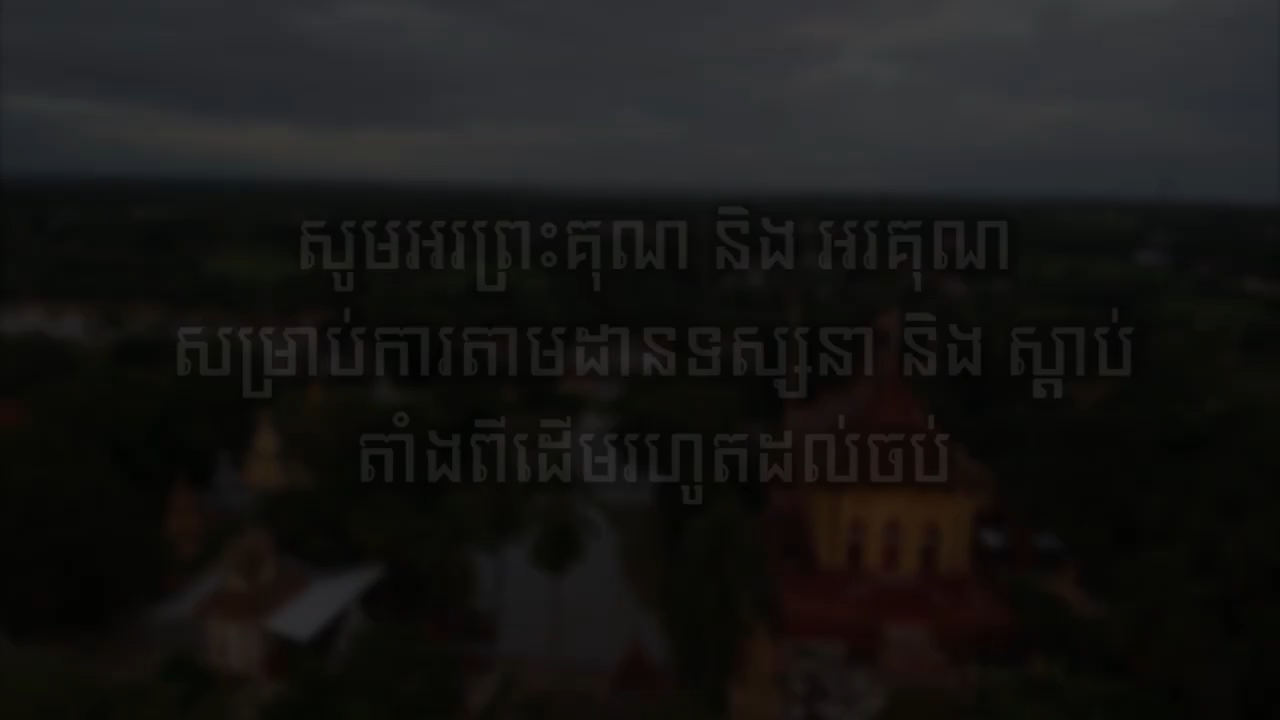 សូមអរព្រះគុណ និង អរគុណ
សម្រាប់ការតាមដានទស្សនា និង ស្ដាប់
តាំងពីដើមរហូតដល់ចប់